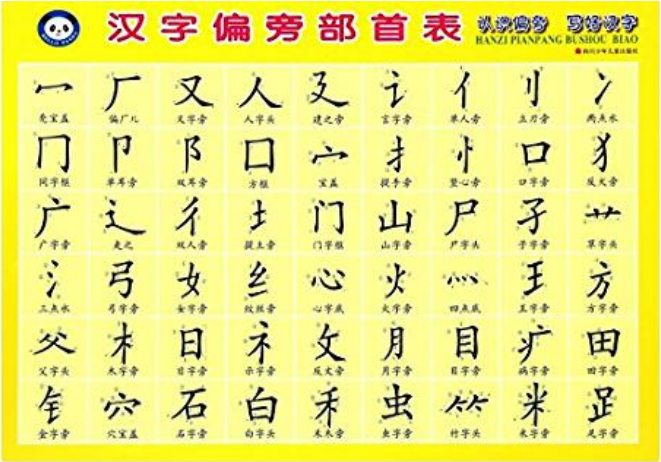 汉字偏旁部首表
认识偏旁 写好汉字
HANZI PIANPANG BUSHOU BIAO
四川少年儿童出版社
冖 厂 又 人 廴 讠 亻 刂 冫
秃宝盖 偏厂儿 又字旁 人字头 建之旁 言字旁 单人旁 立刀旁 两点水
冂 卩 阝 囗 宀 扌 忄 口 犭
同字框 单耳旁 双耳旁 方框 宝盖 提手旁 竖心旁 口字旁 反犬旁
广 辶 彳 土 门 山 尸 子 艹
广字旁 走之 双人旁 提土旁 门字框 山字旁 尸字头 子字旁 草字头
氵 弓 女 纟 心 火 灬 王 方
三点水 弓字旁 女字旁 绞丝旁 心字底 火字旁 四点底 王字旁 方字旁
父 木 日 礻 攵 月 目 疒 田
父字头 木字旁 日字旁 示字旁 反文旁 月字旁 目字旁 病字旁 田字旁
钅 穴 石 白 禾 虫 ⺮ 米 𧾷
金字旁 穴宝盖 石字旁 白字头 禾木旁 虫字旁 竹字头 米字旁 足字旁